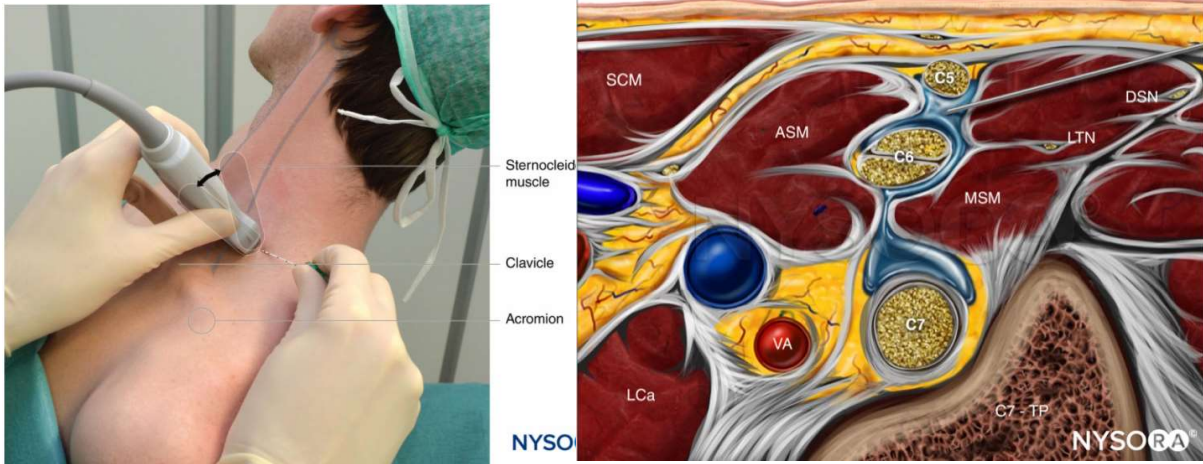 Sternocleid
muscle
Clavicle
Acromion
NYSO
SCM
ASM
C5
C6
DSN
LTN
MSM
C7
VA
LCa
C7 - TP
NYSORA